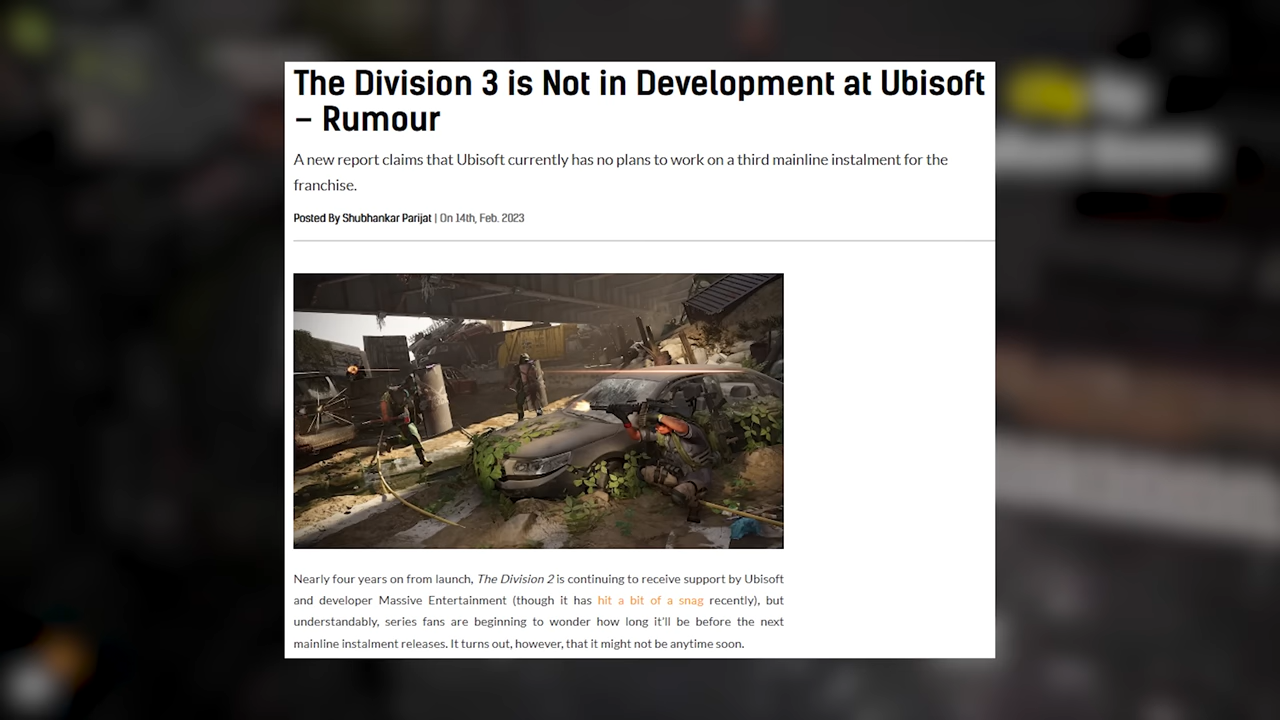 The Division 3 is Not in Development at Ubisoft
– Rumour
A new report claims that Ubisoft currently has no plans to work on a third mainline instalment for the
franchise.
Posted By Shubhankar Parijat | On 14th, Feb. 2023
Nearly four years on from launch, The Division 2 is continuing to receive support by Ubisoft
and developer Massive Entertainment (though it has hit a bit of a snag recently), but
understandably, series fans are beginning to wonder how long it'll be before the next
mainline instalment releases. It turns out, however, that it might not be anytime soon.